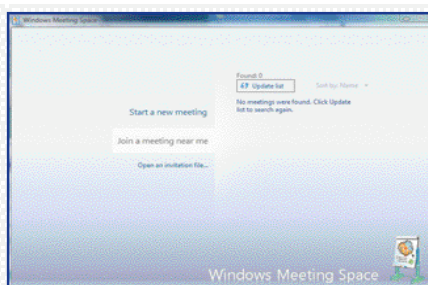 Windows Meeting Space
Found: 0
Update list
Sort by: Name
No meetings were found. Click Update
list to search again.
Start a new meeting
Join a meeting near me
Open an invitation file...
Windows Meeting Space